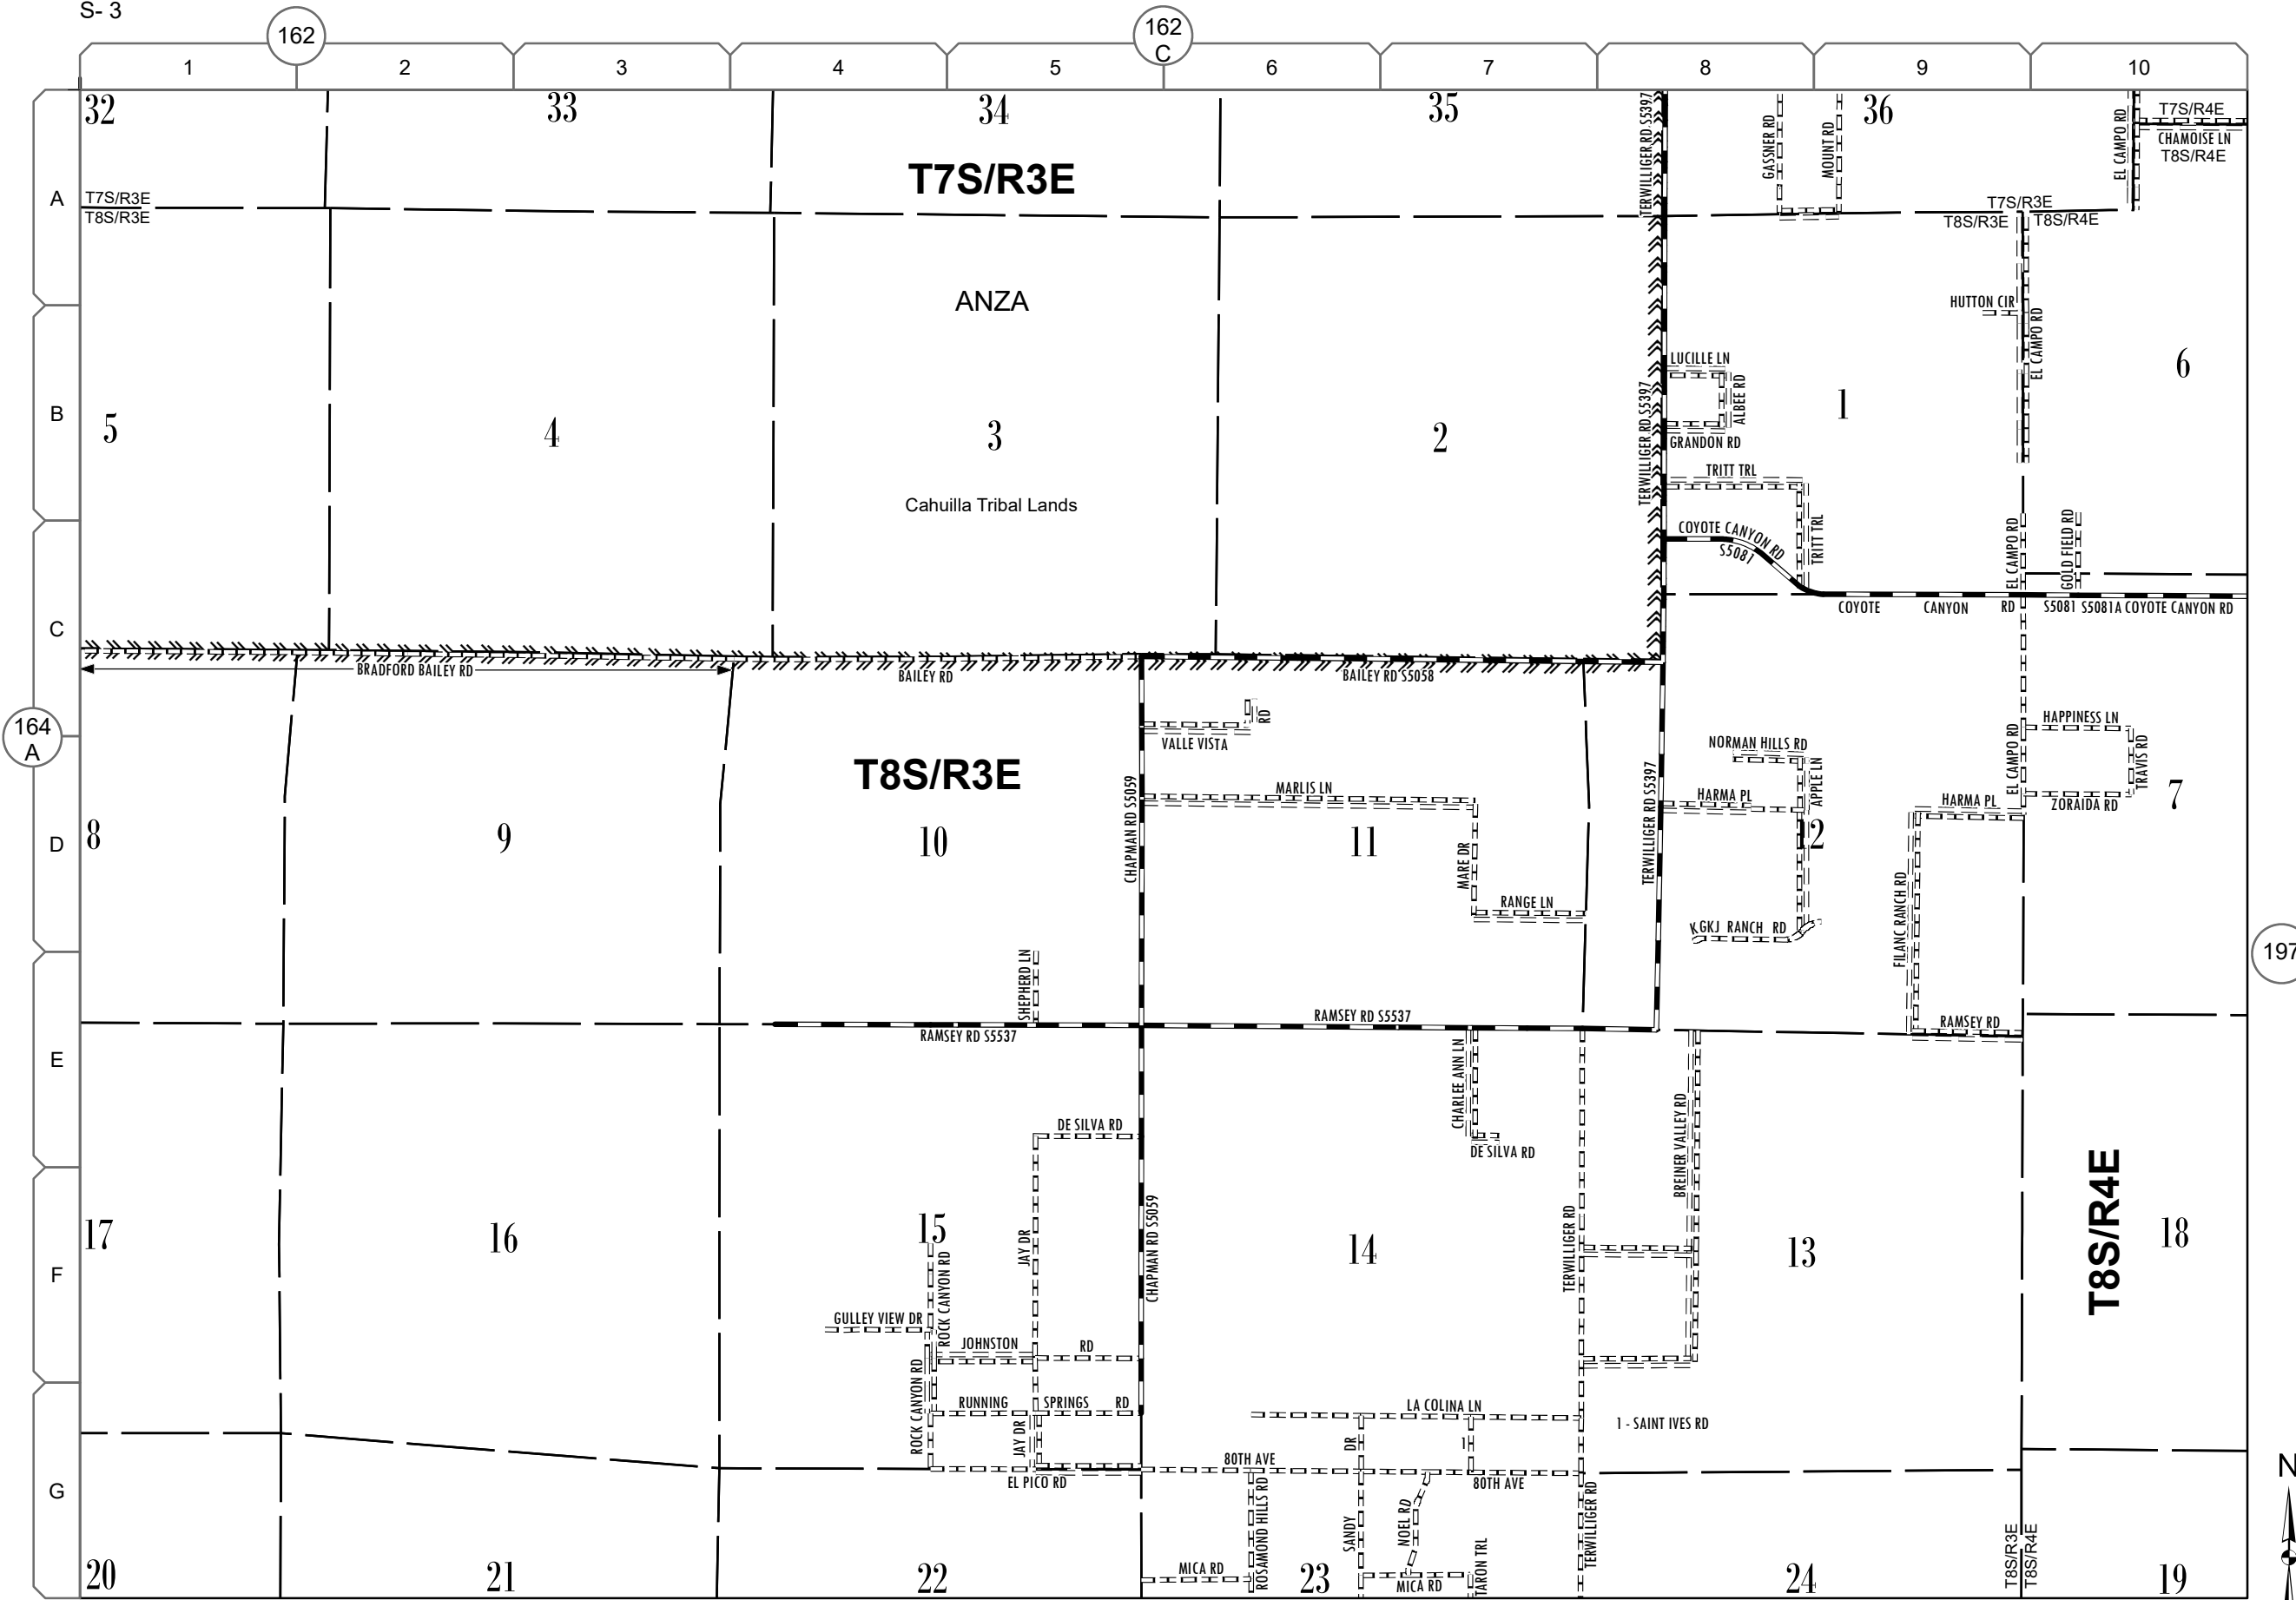 S- 3
162
162
C
1
2
3
4
5
6
7
8
9
10
32
33
34
35
36
TERWILLIGER RD S5397
GASSNER RD
MOUNT RD
EL CAMPO RD
T7S/R4E
CHAMOISE LN
T8S/R4E
A
T7S/R3E
T7S/R3E
T8S/R3E
T7S/R3E
T8S/R3E
T8S/R4E
ANZA
HUTTON CIR
EL CAMPO RD
LUCILLE LN
ALBEE RD
GRANDON RD
B
5
4
3
2
1
6
TERWILLIGER RD S5397
TRITT TRL
TRITT TRL
Cahuilla Tribal Lands
COYOTE CANYON RD
S5081
EL CAMPO RD
GOLD FIELD RD
COYOTE CANYON RD
S5081 S5081A COYOTE CANYON RD
C
BRADFORD BAILEY RD
BAILEY RD
BAILEY RD S5058
164
A
VALLE VISTA
RD
HAPPINESS LN
TRAVIS RD
ZORAIDA RD
EL CAMPO RD
NORMAN HILLS RD
APPLE LN
HARMA PL
HARMA PL
T8S/R3E
CHAPMAN RD S5059
MARLIS LN
MARE DR
RANGE LN
TERWILLIGER RD S5397
D
8
9
10
11
12
7
KGKJ RANCH RD
FILANC RANCH RD
197
SHEPHERD LN
RAMSEY RD S5537
RAMSEY RD S5537
RAMSEY RD
E
CHARLEE ANN LN
DE SILVA RD
DE SILVA RD
BREINER VALLEY RD
T8S/R4E
17
16
15
14
13
18
F
JAY DR
CHAPMAN RD S5059
TERWILLIGER RD
ROCK CANYON RD
GULLEY VIEW DR
JOHNSTON RD
ROCK CANYON RD
RUNNING SPRINGS RD
JAY DR
EL PICO RD
LA COLINA LN
1 - SAINT IVES RD
DR
1
80TH AVE
80TH AVE
G
N
ROSAMOND HILLS RD
SANDY
NOEL RD
TARON TRL
TERWILLIGER RD
MICA RD
MICA RD
T8S/R3E
T8S/R4E
20
21
22
23
24
19